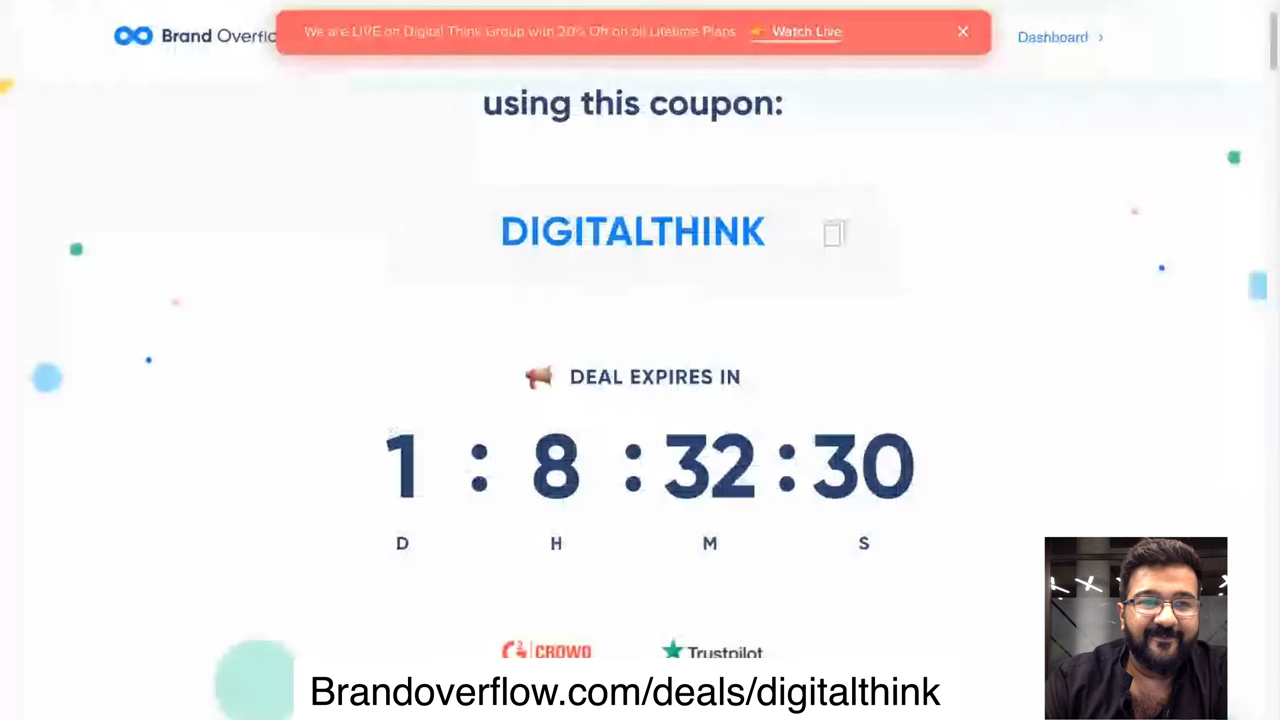 Brand Overflo
We are LIVE on Digital Think Group with 20% Off on all Lifetime Plans 👉 Watch Live ×
Dashboard ›
using this coupon:
DIGITALTHINK
DEAL EXPIRES IN
1 : 8 : 32 : 30
D H M S
G2 | CROWD
Trustpilot
Brandoverflow.com/deals/digitalthink